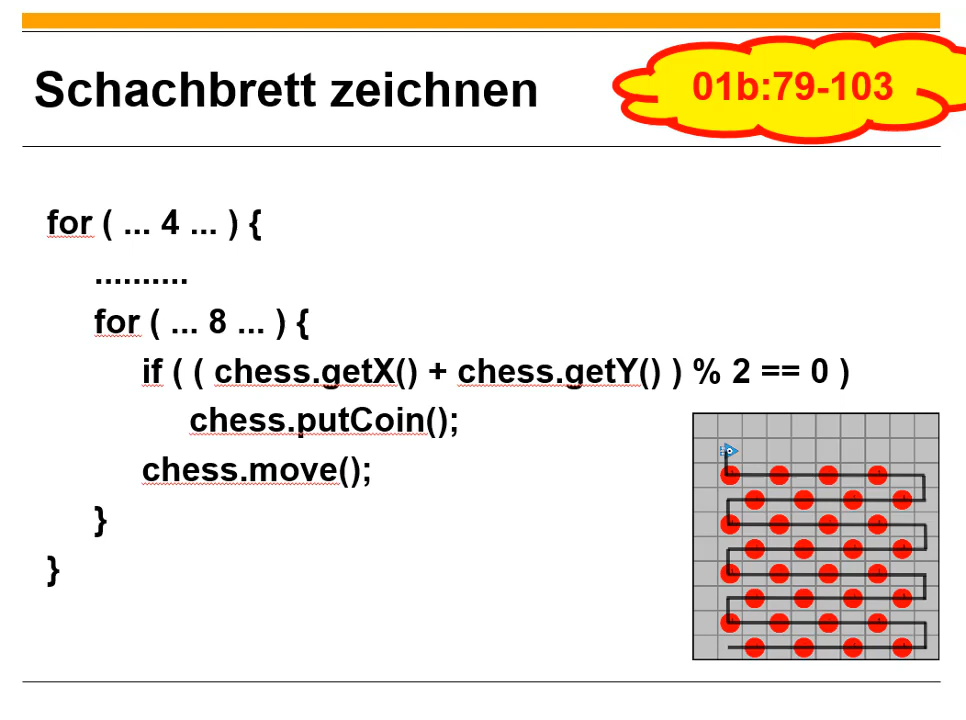 Schachbrett zeichnen
01b:79-103
for ( ... 4 ... ) {
..........
for ( ... 8 ... ) {
if ( ( chess.getX() + chess.getY() ) % 2 == 0 )
chess.putCoin();
chess.move();
}
}